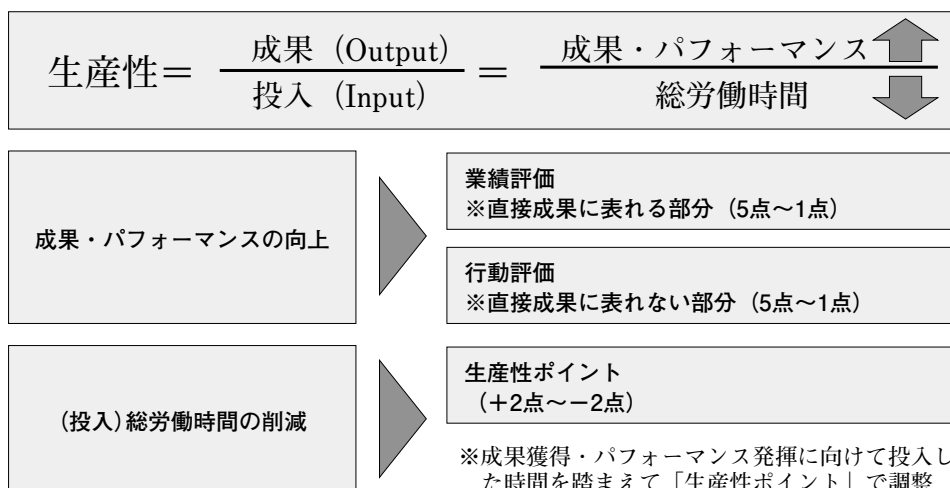 生産性＝ 成果（Output） ＝ 成果・パフォーマンス
投入（Input） 総労働時間
成果・パフォーマンスの向上
業績評価
※直接成果に表れる部分（5点～1点）
行動評価
※直接成果に表れない部分（5点～1点）
（投入）総労働時間の削減
生産性ポイント
（＋2点～－2点）
※成果獲得・パフォーマンス発揮に向けて投入し
た時間を踏まえて「生産性ポイント」で調整